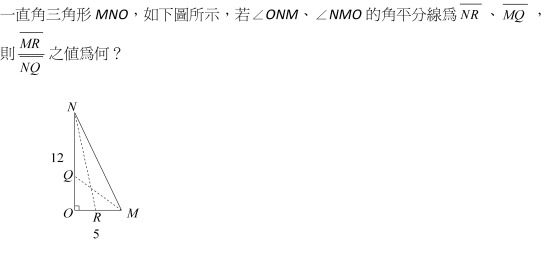 一直角三角形 MNO，如下圖所示，若∠ONM、∠NMO 的角平分線爲 $\overline{NR}$ 、 $\overline{MQ}$ ，
則 $\frac{\overline{MR}}{\overline{NQ}}$ 之值爲何？
N
12
Q
O R M
5